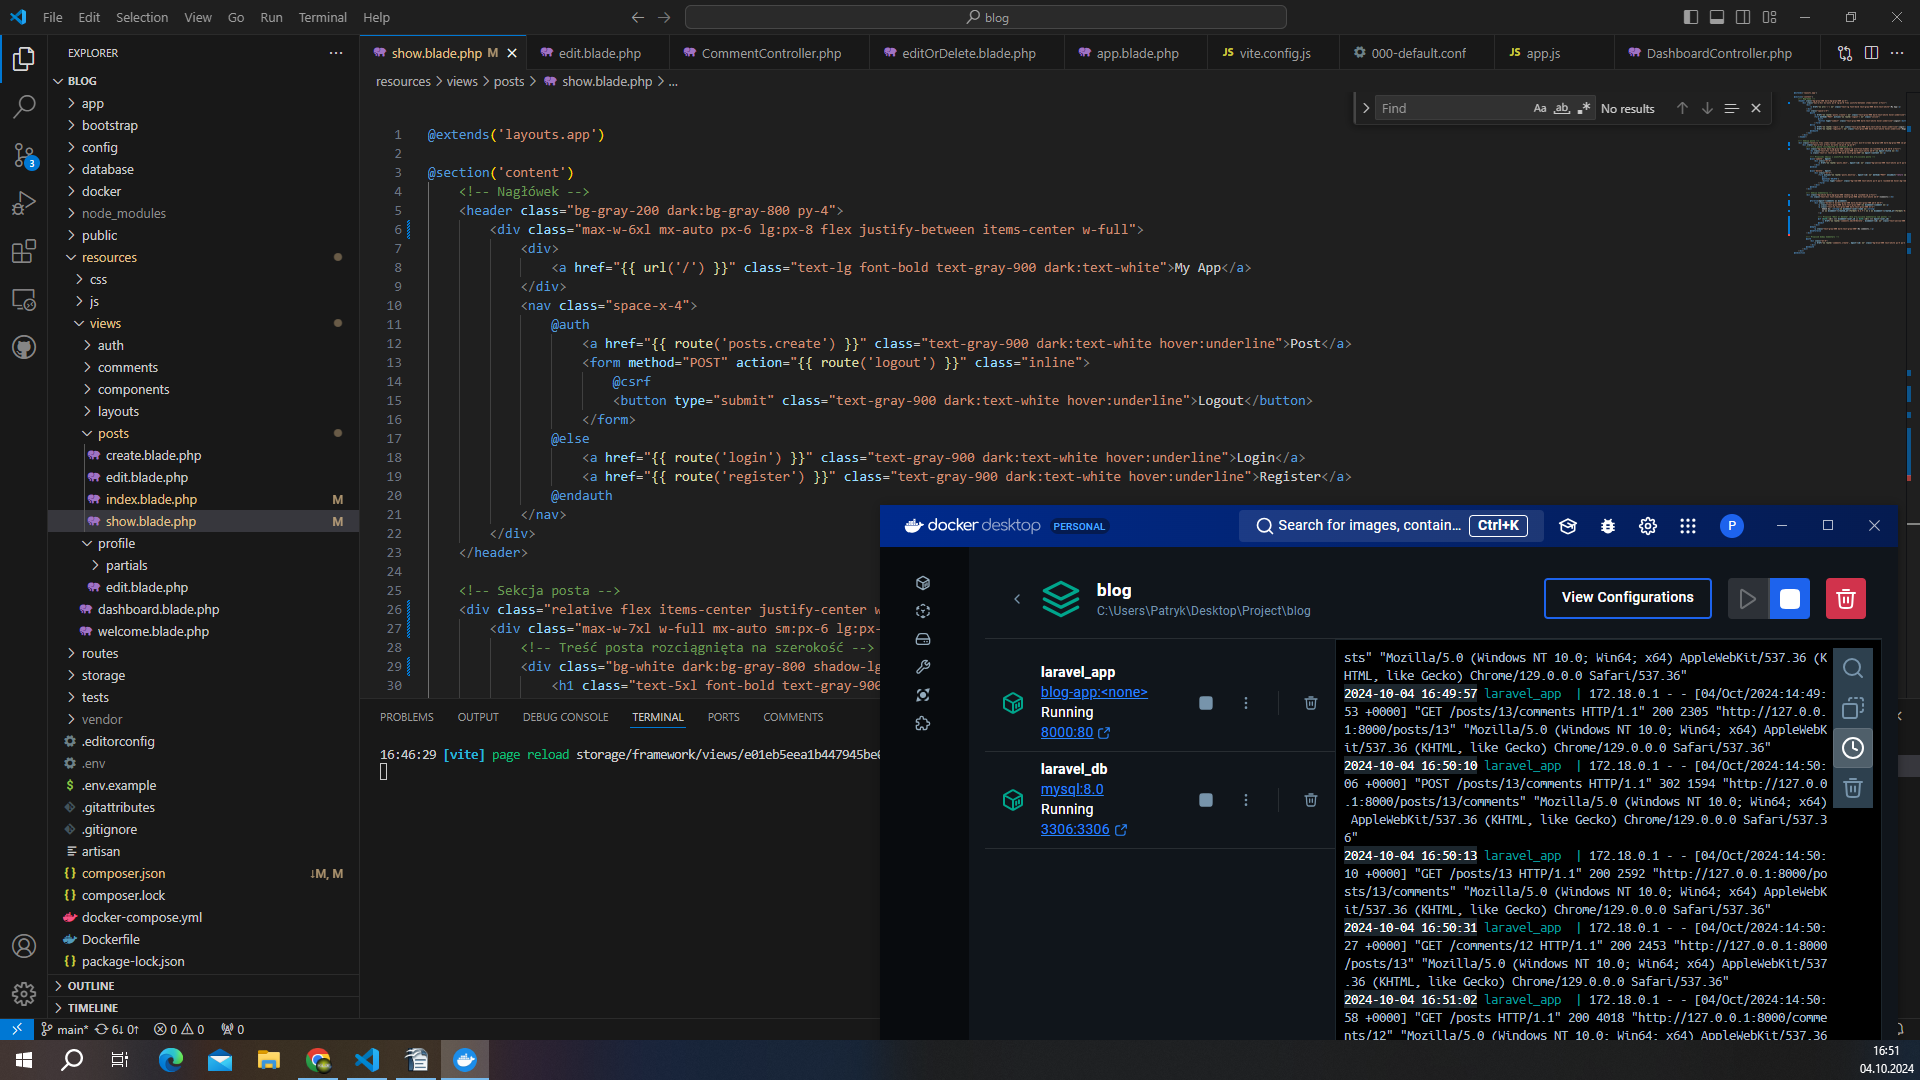 File Edit Selection View Go Run Terminal Help
blog
EXPLORER
show.blade.php M
edit.blade.php
CommentController.php
editOrDelete.blade.php
app.blade.php
vite.config.js
000-default.conf
app.js
DashboardController.php
resources > views > posts > show.blade.php > ...
BLOG
app
bootstrap
config
database
docker
node_modules
public
resources
css
js
views
auth
comments
components
layouts
posts
create.blade.php
edit.blade.php
index.blade.php M
show.blade.php M
profile
partials
edit.blade.php
dashboard.blade.php
welcome.blade.php
routes
storage
tests
vendor
.editorconfig
.env
.env.example
.gitattributes
.gitignore
artisan
composer.json ↓M, M
composer.lock
docker-compose.yml
Dockerfile
package-lock.json
OUTLINE
TIMELINE
3
Find Aa ab No results
1 @extends('layouts.app')
2
3 @section('content')
4 <!-- Nagłówek -->
5 <header class="bg-gray-200 dark:bg-gray-800 py-4">
6 <div class="max-w-6xl mx-auto px-6 lg:px-8 flex justify-between items-center w-full">
7 <div>
8 <a href="{{ url('/') }}" class="text-lg font-bold text-gray-900 dark:text-white">My App</a>
9 </div>
10 <nav class="space-x-4">
11 @auth
12 <a href="{{ route('posts.create') }}" class="text-gray-900 dark:text-white hover:underline">Post</a>
13 <form method="POST" action="{{ route('logout') }}" class="inline">
14 @csrf
15 <button type="submit" class="text-gray-900 dark:text-white hover:underline">Logout</button>
16 </form>
17 @else
18 <a href="{{ route('login') }}" class="text-gray-900 dark:text-white hover:underline">Login</a>
19 <a href="{{ route('register') }}" class="text-gray-900 dark:text-white hover:underline">Register</a>
20 @endauth
21 </nav>
22 </div>
23 </header>
24
25 <!-- Sekcja posta -->
26 <div class="relative flex items-center justify-center w
27 <div class="max-w-7xl w-full mx-auto sm:px-6 lg:px-
28 <!-- Treść posta rozciągnięta na szerokość -->
29 <div class="bg-white dark:bg-gray-800 shadow-lg
30 <h1 class="text-5xl font-bold text-gray-900
PROBLEMS OUTPUT DEBUG CONSOLE TERMINAL PORTS COMMENTS
16:46:29 [vite] page reload storage/framework/views/e01eb5eea1b447945be
docker desktop PERSONAL
Search for images, contain... Ctrl+K
P
blog
C:\Users\Patryk\Desktop\Project\blog
View Configurations
laravel_app
blog-app:<none>
Running
8000:80
laravel_db
mysql:8.0
Running
3306:3306
sts" "Mozilla/5.0 (Windows NT 10.0; Win64; x64) AppleWebKit/537.36 (K
HTML, like Gecko) Chrome/129.0.0.0 Safari/537.36"
2024-10-04 16:49:57 laravel_app | 172.18.0.1 - - [04/Oct/2024:14:49:
53 +0000] "GET /posts/13/comments HTTP/1.1" 200 2305 "http://127.0.0.
1:8000/posts/13" "Mozilla/5.0 (Windows NT 10.0; Win64; x64) AppleWebK
it/537.36 (KHTML, like Gecko) Chrome/129.0.0.0 Safari/537.36"
2024-10-04 16:50:10 laravel_app | 172.18.0.1 - - [04/Oct/2024:14:50:
06 +0000] "POST /posts/13/comments HTTP/1.1" 302 1594 "http://127.0.0
.1:8000/posts/13/comments" "Mozilla/5.0 (Windows NT 10.0; Win64; x64)
AppleWebKit/537.36 (KHTML, like Gecko) Chrome/129.0.0.0 Safari/537.3
6"
2024-10-04 16:50:13 laravel_app | 172.18.0.1 - - [04/Oct/2024:14:50:
10 +0000] "GET /posts/13 HTTP/1.1" 200 2592 "http://127.0.0.1:8000/po
sts/13/comments" "Mozilla/5.0 (Windows NT 10.0; Win64; x64) AppleWebK
it/537.36 (KHTML, like Gecko) Chrome/129.0.0.0 Safari/537.36"
2024-10-04 16:50:31 laravel_app | 172.18.0.1 - - [04/Oct/2024:14:50:
27 +0000] "GET /comments/12 HTTP/1.1" 200 2453 "http://127.0.0.1:8000
/posts/13" "Mozilla/5.0 (Windows NT 10.0; Win64; x64) AppleWebKit/537
.36 (KHTML, like Gecko) Chrome/129.0.0.0 Safari/537.36"
2024-10-04 16:51:02 laravel_app | 172.18.0.1 - - [04/Oct/2024:14:50:
58 +0000] "GET /posts HTTP/1.1" 200 4018 "http://127.0.0.1:8000/comme
nts/12" "Mozilla/5.0 (Windows NT 10.0; Win64; x64) AppleWebKit/537.36
main* 6↓ 0↑ 0 0 0
16:51
04.10.2024